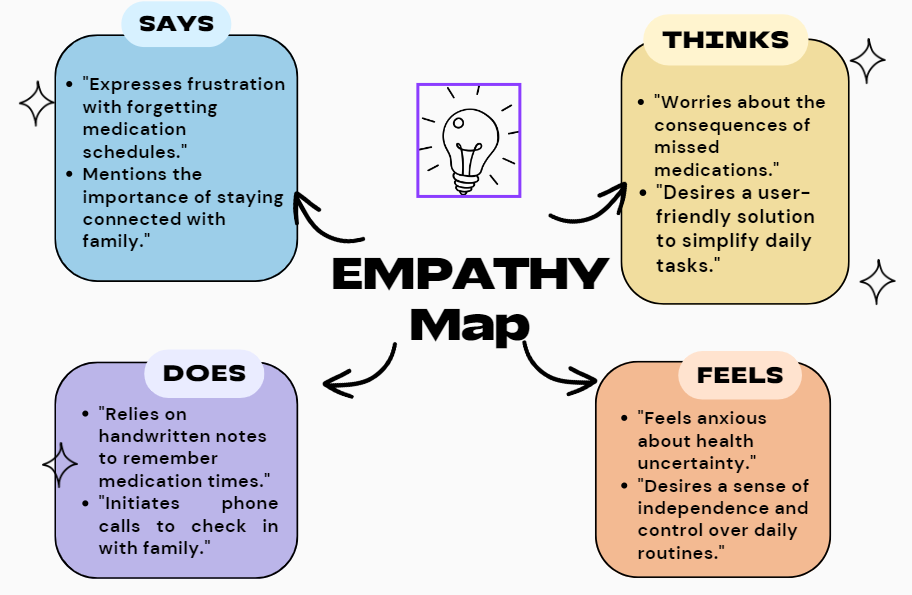 SAYS
• "Expresses frustration
with forgetting
medication
schedules."
• Mentions the
importance of staying
connected with
family."
THINKS
• "Worries about the
consequences of
missed
medications."
• "Desires a user-
friendly solution
to simplify daily
tasks."
EMPATHY
Map
DOES
• "Relies on
handwritten notes
to remember
medication times."
• "Initiates phone
calls to check in
with family."
FEELS
• "Feels anxious
about health
uncertainty."
• "Desires a sense of
independence and
control over daily
routines."